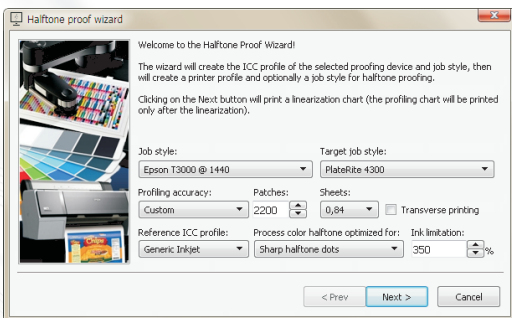 Halftone proof wizard
Welcome to the Halftone Proof Wizard!
The wizard will create the ICC profile of the selected proofing device and job style, then
will create a printer profile and optionally a job style for halftone proofing.
Clicking on the Next button will print a linearization chart (the profiling chart will be printed
only after the linearization).
Job style: Target job style:
Epson T3000 @ 1440 PlateRite 4300
Profiling accuracy: Patches: Sheets:
Custom 2200 0,84 Transverse printing
Reference ICC profile: Process color halftone optimized for: Ink limitation:
Generic Inkjet Sharp halftone dots 350 %
< Prev Next > Cancel